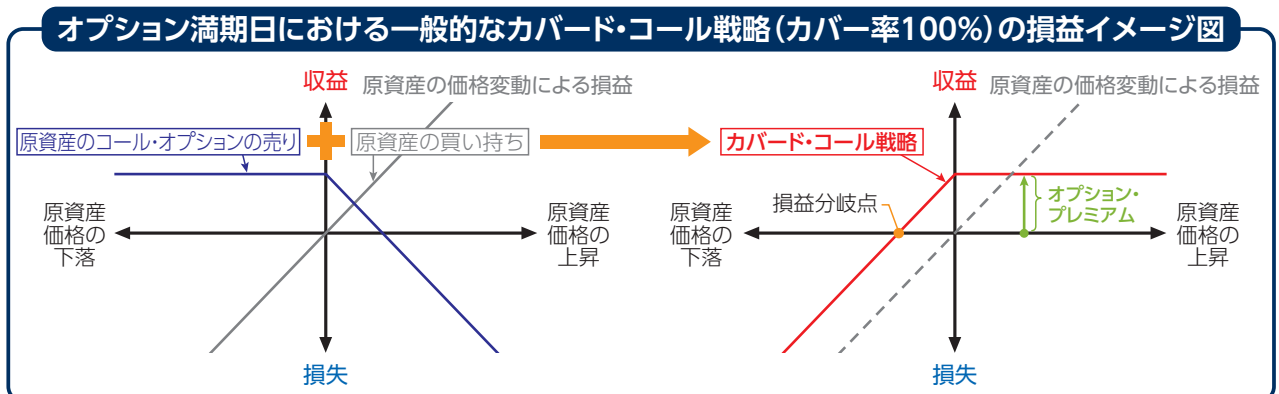 オプション満期日における一般的なカバード・コール戦略(カバー率100%)の損益イメージ図
収益
原資産の価格変動による損益
原資産のコール・オプションの売り
原資産の買い持ち
原資産
価格の
下落
原資産
価格の
上昇
損失
収益
原資産の価格変動による損益
カバード・コール戦略
損益分岐点
オプション・
プレミアム
原資産
価格の
下落
原資産
価格の
上昇
損失